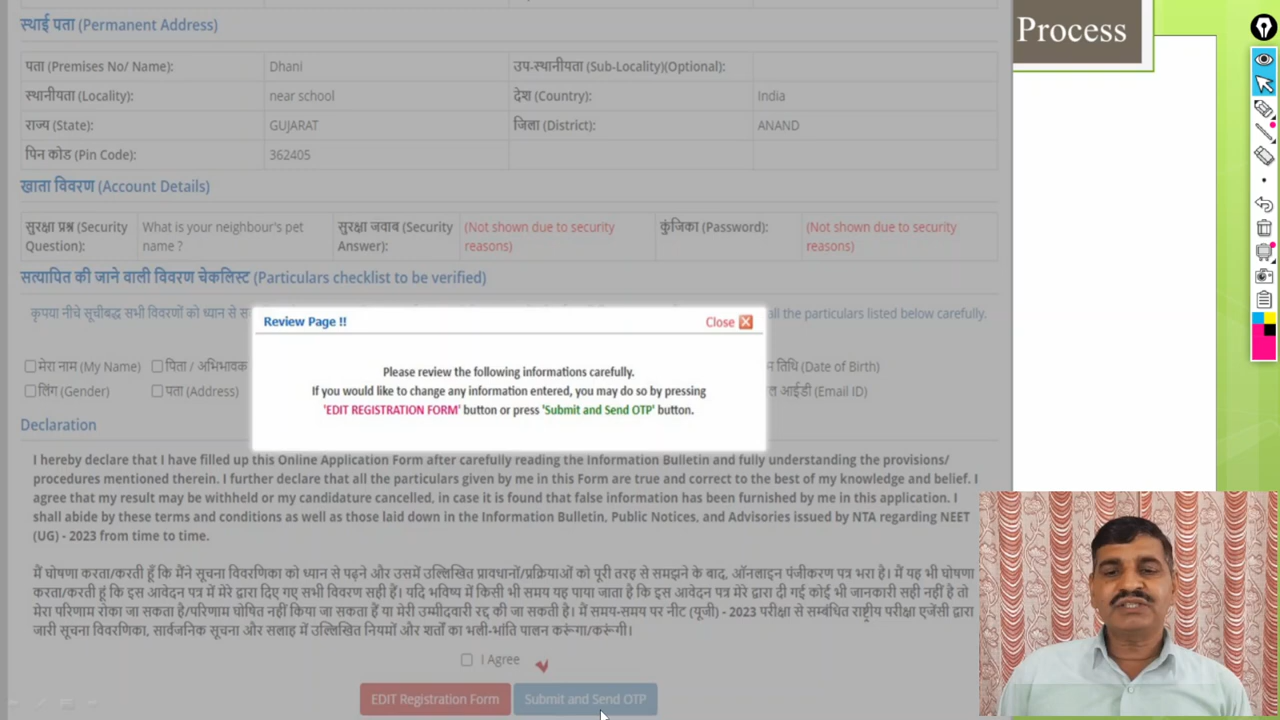 Process
स्थाई पता (Permanent Address)
पता (Premises No/ Name): Dhani उप-स्थानीयता (Sub-Locality)(Optional):
स्थानीयता (Locality): near school देश (Country): India
राज्य (State): GUJARAT जिला (District): ANAND
पिन कोड (Pin Code): 362405
खाता विवरण (Account Details)
सुरक्षा प्रश्न (Security Question): What is your neighbour's pet name ? सुरक्षा जवाब (Security Answer): (Not shown due to security reasons) कुंजिका (Password): (Not shown due to security reasons)
सत्यापित की जाने वाली विवरण चेकलिस्ट (Particulars checklist to be verified)
कृपया नीचे सूचीबद्ध सभी विवरणों को ध्यान से all the particulars listed below carefully.
Review Page !! Close
Please review the following informations carefully.
If you would like to change any information entered, you may do so by pressing
'EDIT REGISTRATION FORM' button or press 'Submit and Send OTP' button.
मेरा नाम (My Name) पिता / अभिभावक तिथि (Date of Birth)
लिंग (Gender) पता (Address) ल आईडी (Email ID)
Declaration
I hereby declare that I have filled up this Online Application Form after carefully reading the Information Bulletin and fully understanding the provisions/
procedures mentioned therein. I further declare that all the particulars given by me in this Form are true and correct to the best of my knowledge and belief. I
agree that my result may be withheld or my candidature cancelled, in case it is found that false information has been furnished by me in this application. I
shall abide by these terms and conditions as well as those laid down in the Information Bulletin, Public Notices, and Advisories issued by NTA regarding NEET
(UG) - 2023 from time to time.
मैं घोषणा करता/करती हूँ कि मैंने सूचना विवरणिका को ध्यान से पढ़ने और उसमें उल्लिखित प्रावधानों/प्रक्रियाओं को पूरी तरह से समझने के बाद, ऑनलाइन पंजीकरण पत्र भरा है। मैं यह भी घोषणा
करता/करती हूँ कि इस आवेदन पत्र में मेरे द्वारा दिए गए सभी विवरण सही हैं। यदि भविष्य में किसी भी समय यह पाया जाता है कि इस आवेदन पत्र मेरे द्वारा दी गई कोई भी जानकारी सही नहीं है तो
मेरा परिणाम रोका जा सकता है/परिणाम घोषित नहीं किया जा सकता हैं या मेरी उम्मीदवारी रद्द की जा सकती है। मैं समय-समय पर नीट (यूजी) - 2023 परीक्षा से सम्बंधित राष्ट्रीय परीक्षा एजेंसी द्वारा
जारी सूचना विवरणिका, सार्वजनिक सूचना और सलाह में उल्लिखित नियमों और शर्तों का भली-भांति पालन करूंगा/करूंगी।
I Agree
EDIT Registration Form Submit and Send OTP